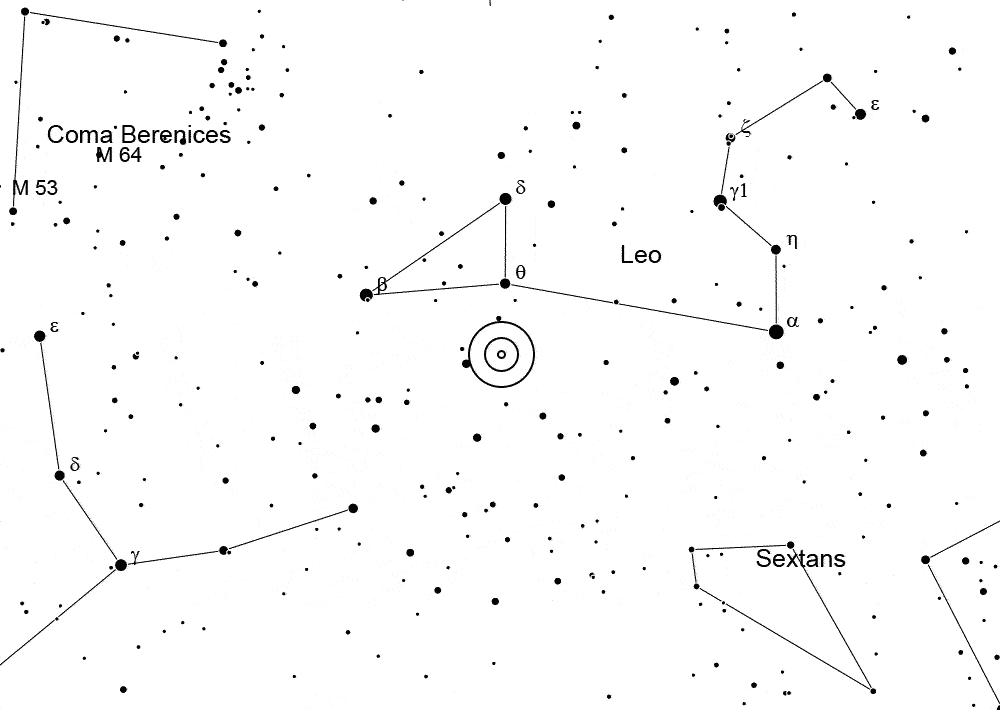 ε
ζ
Coma Berenices
M 64
M 53
δ
γ1
η
Leo
θ
β
α
ε
δ
γ
Sextans